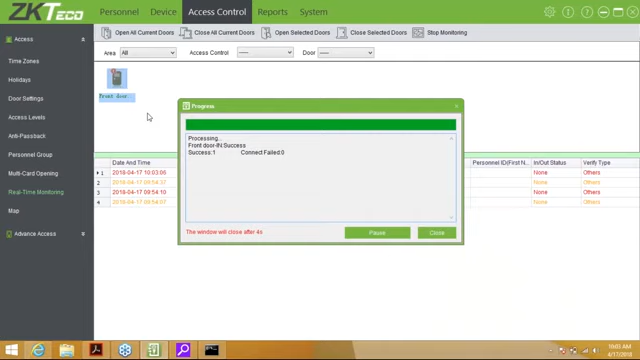 ZKTeco
Personnel Device Access Control Reports System
Access
Open All Current Doors Close All Current Doors Open Selected Doors Close Selected Doors Stop Monitoring
Area All Access Control ----- Door -----
Time Zones
Holidays
Door Settings
Access Levels
Anti-Passback
Personnel Group
Multi-Card Opening
Real-Time Monitoring
Map
Advance Access
Front door
Progress
Processing...
Front door-IN:Success
Success:1 Connect Failed:0
The window will close after 4s
Pause Close
Date And Time Personnel ID(First N... In/Out Status Verify Type
1 2018-04-17 10:03:06 None Others
2 2018-04-17 09:54:37 None Others
3 2018-04-17 09:54:10 None Others
4 2018-04-17 09:54:02 None Others
10:03 AM
4/17/2018